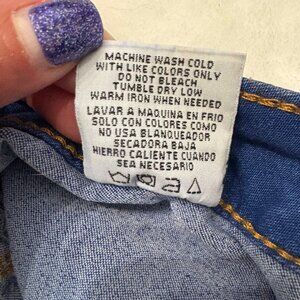 MACHINE WASH COLD
WITH LIKE COLORS ONLY
DO NOT BLEACH
TUMBLE DRY LOW
WARM IRON WHEN NEEDED
LAVAR A MAQUINA EN FRIO
SOLO CON COLORES COMO
NO USA BLANQUEADOR
SECADORA BAJA
HIERRO CALIENTE CUANDO
SEA NECESARIO